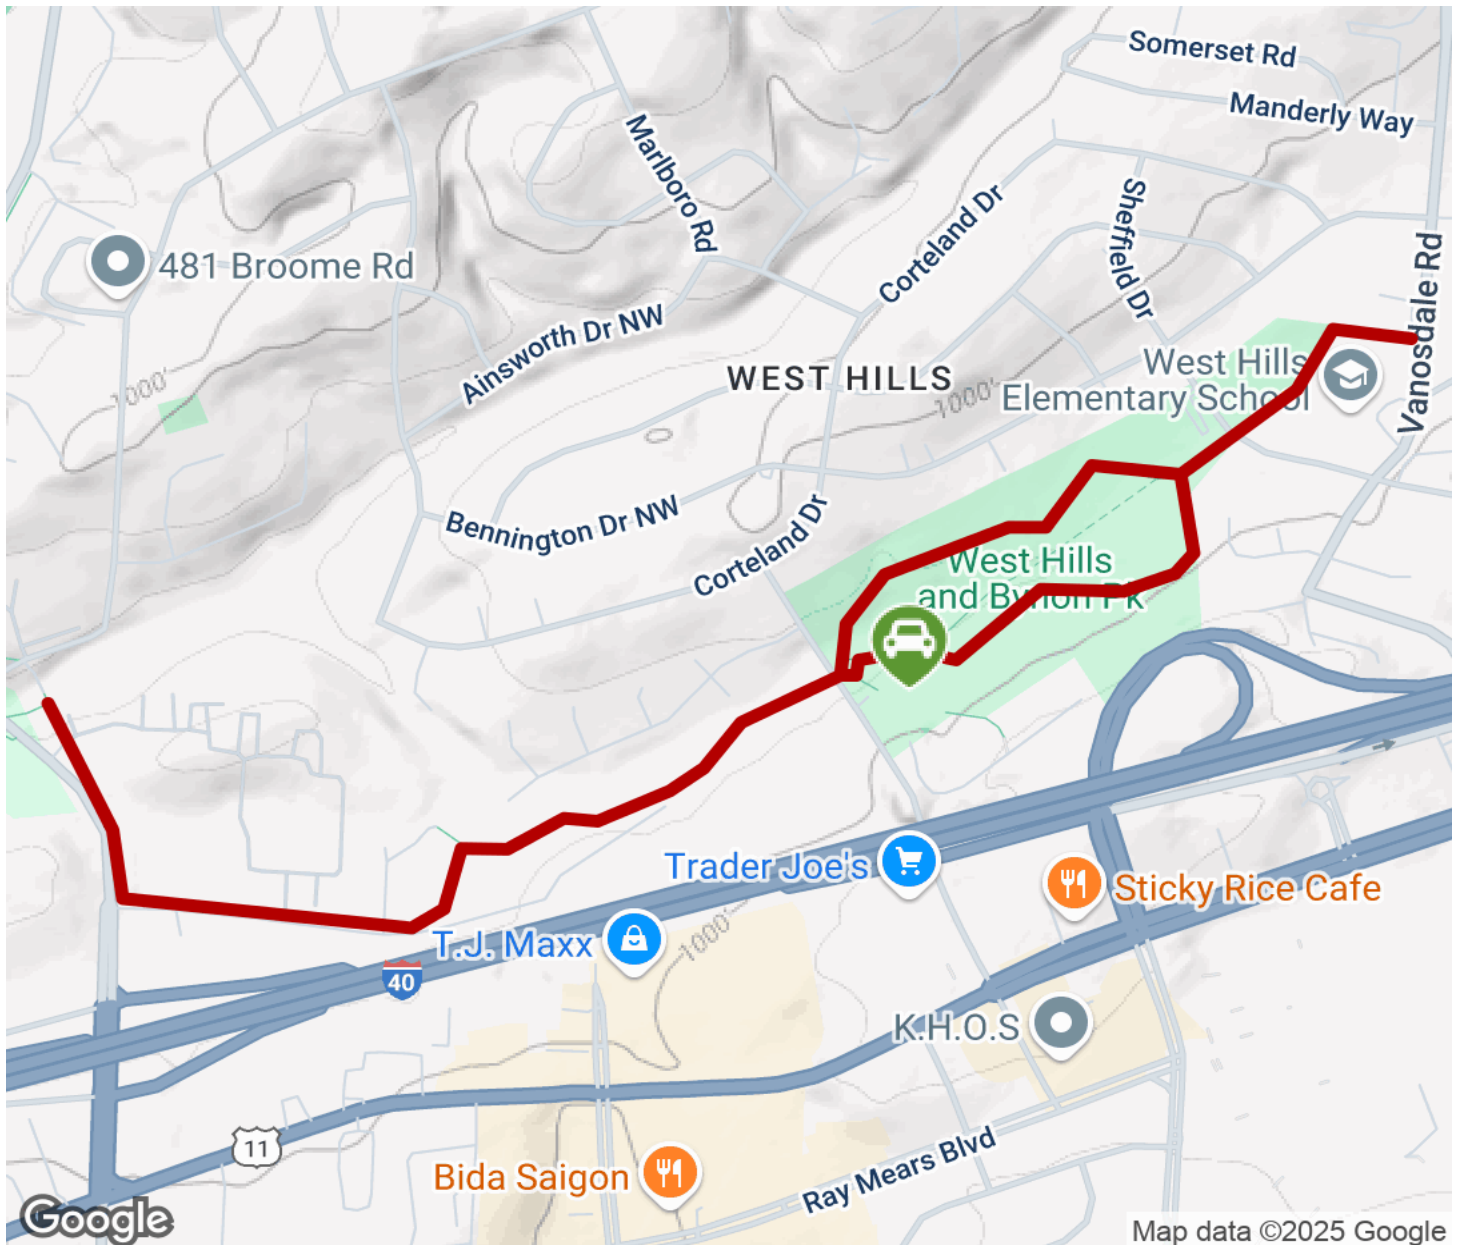 Somerset Rd
Manderly Way
Marlboro Rd
Sheffield Dr
Corteland Dr
481 Broome Rd
Vanosdale Rd
Ainsworth Dr NW
West Hills
Elementary School
WEST HILLS
1000'
1000'
Bennington Dr NW
Corteland Dr
West Hills
and Bynon Pk
Trader Joe's
Sticky Rice Cafe
T.J. Maxx
1000'
40
K.H.O.S
11
Bida Saigon
Ray Mears Blvd
Google
Map data ©2025 Google